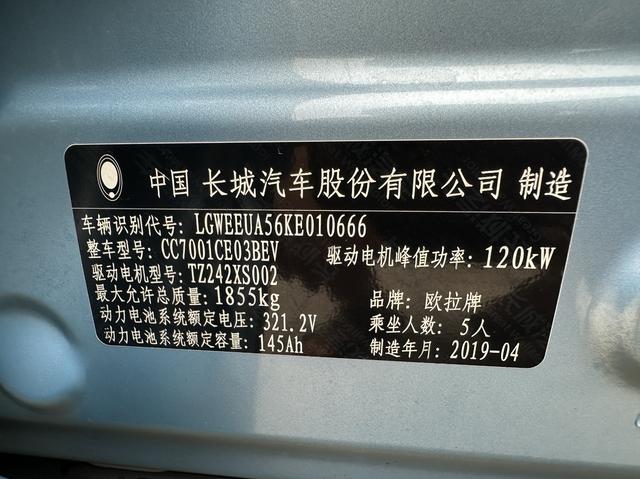 中国 长城汽车股份有限公司 制造
车辆识别代号: LGWEEUA56KE010666
整车型号: CC7001CE03BEV 驱动电机峰值功率: 120kW
驱动电机型号: TZ242XS002
最大允许总质量: 1855kg 品牌: 欧拉牌
动力电池系统额定电压: 321.2V 乘坐人数: 5人
动力电池系统额定容量: 145Ah 制造年月: 2019-04